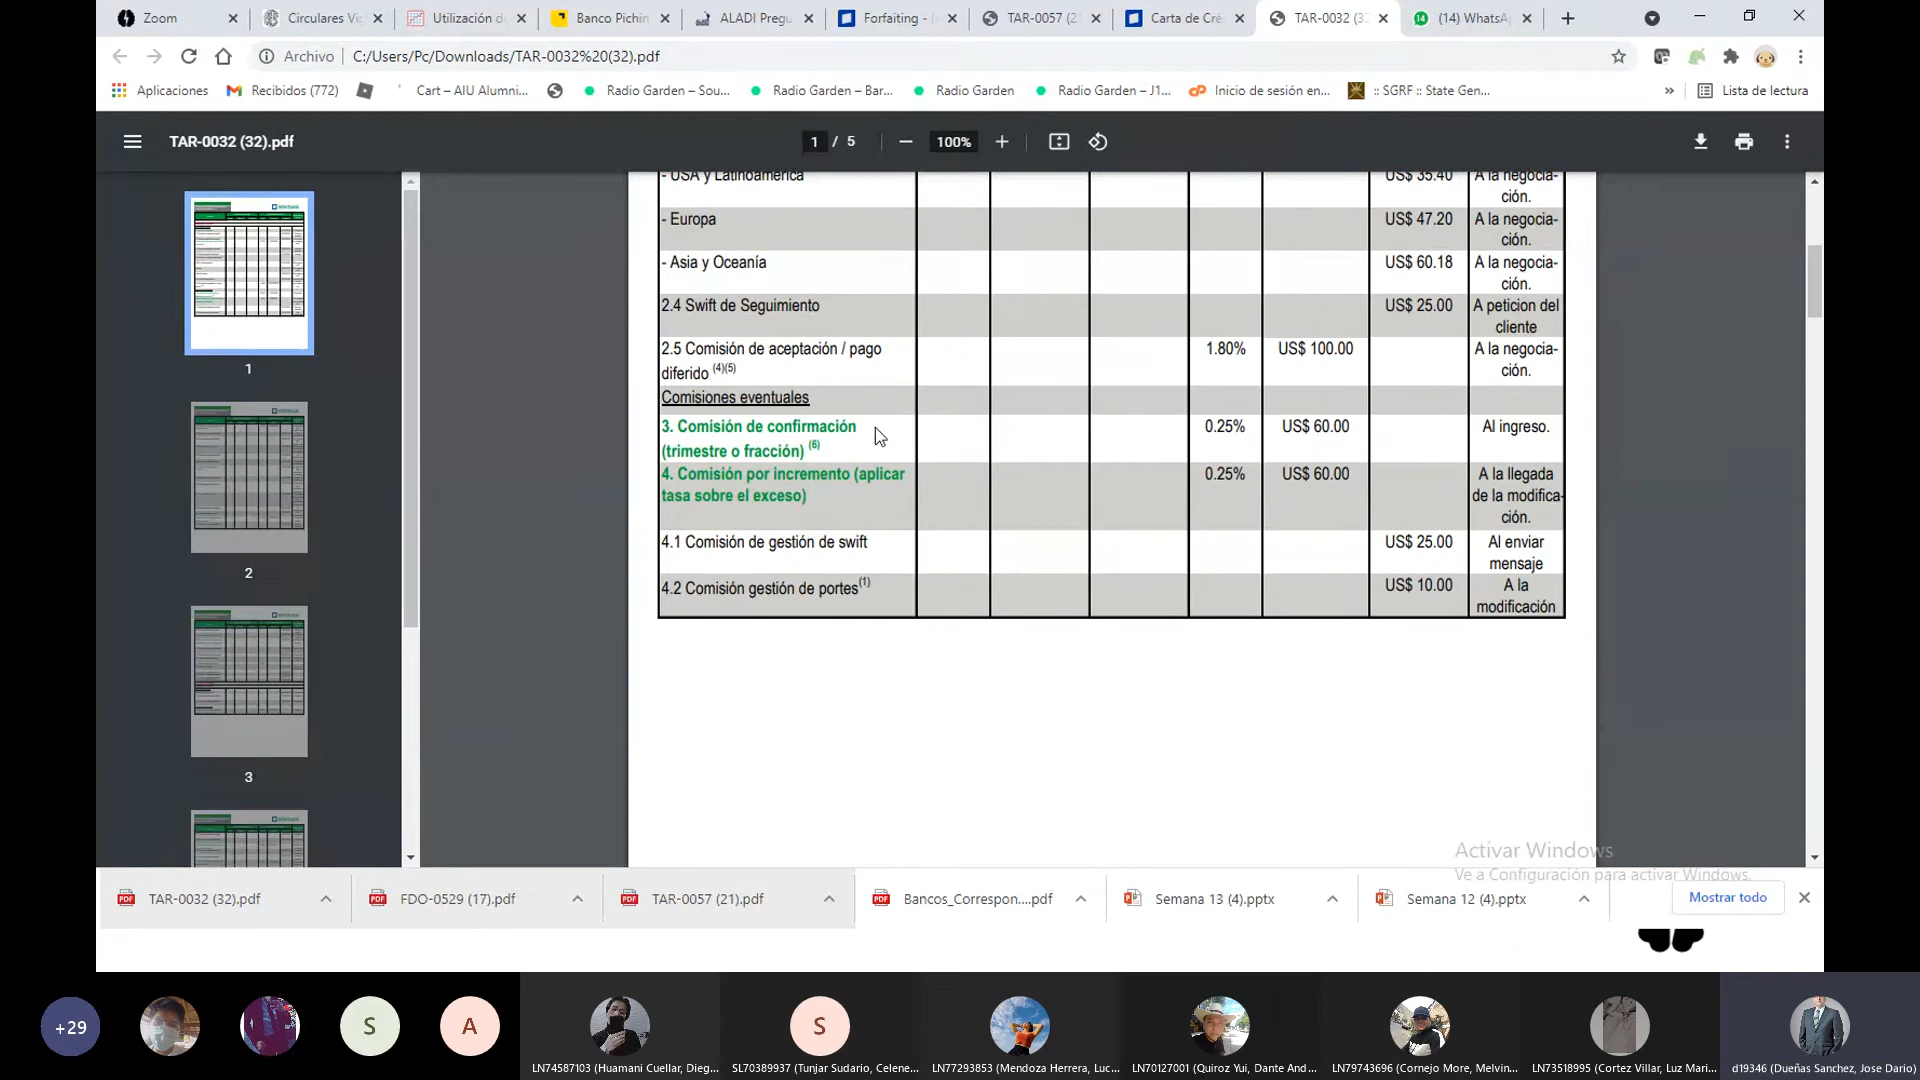 Zoom
Circulares Vi
Utilización d
Banco Pichin
ALADI Pregu
Forfaiting - I
TAR-0057 (2
Carta de Cré
TAR-0032 (3
(14) WhatsA
14
Archivo
C:/Users/Pc/Downloads/TAR-0032%20(32).pdf
Aplicaciones
Recibidos (772)
Cart – AIU Alumni...
Radio Garden – Sou...
Radio Garden – Bar...
Radio Garden
Radio Garden – J1...
Inicio de sesión en...
:: SGRF :: State Gen...
»
Lista de lectura
TAR-0032 (32).pdf
1 / 5
100%
- USA y Latinoamérica US$ 35.40 A la negocia-
ción.
- Europa US$ 47.20 A la negocia-
ción.
- Asia y Oceanía US$ 60.18 A la negocia-
ción.
2.4 Swift de Seguimiento US$ 25.00 A peticion del
cliente
2.5 Comisión de aceptación / pago 1.80% US$ 100.00 A la negocia-
diferido (4)(5) ción.
Comisiones eventuales
3. Comisión de confirmación 0.25% US$ 60.00 Al ingreso.
(trimestre o fracción) (6)
4. Comisión por incremento (aplicar 0.25% US$ 60.00 A la llegada
tasa sobre el exceso) de la modifica-
ción.
4.1 Comisión de gestión de swift US$ 25.00 Al enviar
mensaje
4.2 Comisión gestión de portes(1) US$ 10.00 A la
modificación
1
2
3
Activar Windows
Ve a Configuración para activar Windows.
TAR-0032 (32).pdf
FDO-0529 (17).pdf
TAR-0057 (21).pdf
Bancos_Correspon....pdf
Semana 13 (4).pptx
Semana 12 (4).pptx
Mostrar todo
+29
S
A
S
LN74587103 (Huamani Cuellar, Dieg...
SL70389937 (Tunjar Sudario, Celene...
LN77293853 (Mendoza Herrera, Luc...
LN70127001 (Quiroz Yui, Dante And...
LN79743696 (Cornejo More, Melvin...
LN73518995 (Cortez Villar, Luz Mari...
d19346 (Dueñas Sanchez, Jose Dario)